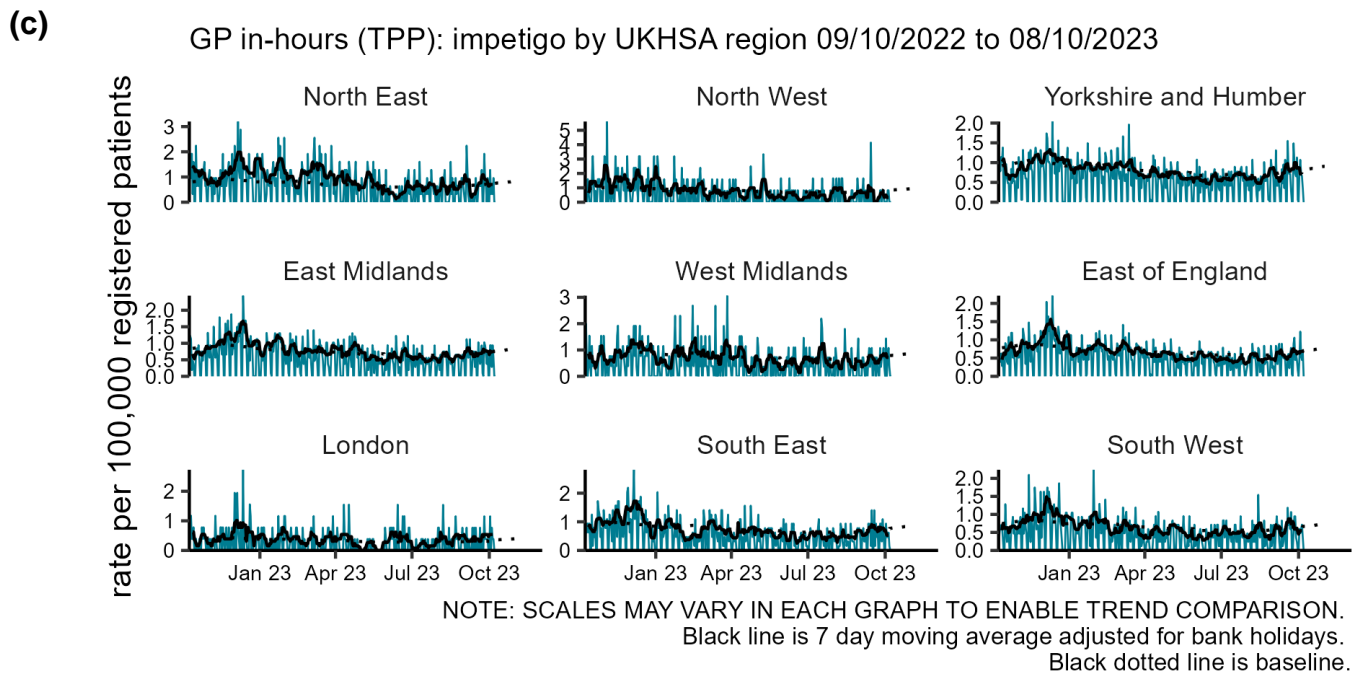 (c)
GP in-hours (TPP): impetigo by UKHSA region 09/10/2022 to 08/10/2023
rate per 100,000 registered patients
North East
3
2
1
0
North West
5
4
3
2
1
0
Yorkshire and Humber
2.0
1.5
1.0
0.5
0.0
East Midlands
2.0
1.5
1.0
0.5
0.0
West Midlands
3
2
1
0
East of England
2.0
1.5
1.0
0.5
0.0
London
2
1
0
Jan 23 Apr 23 Jul 23 Oct 23
South East
2
1
0
Jan 23 Apr 23 Jul 23 Oct 23
South West
2.0
1.5
1.0
0.5
0.0
Jan 23 Apr 23 Jul 23 Oct 23
NOTE: SCALES MAY VARY IN EACH GRAPH TO ENABLE TREND COMPARISON.
Black line is 7 day moving average adjusted for bank holidays.
Black dotted line is baseline.